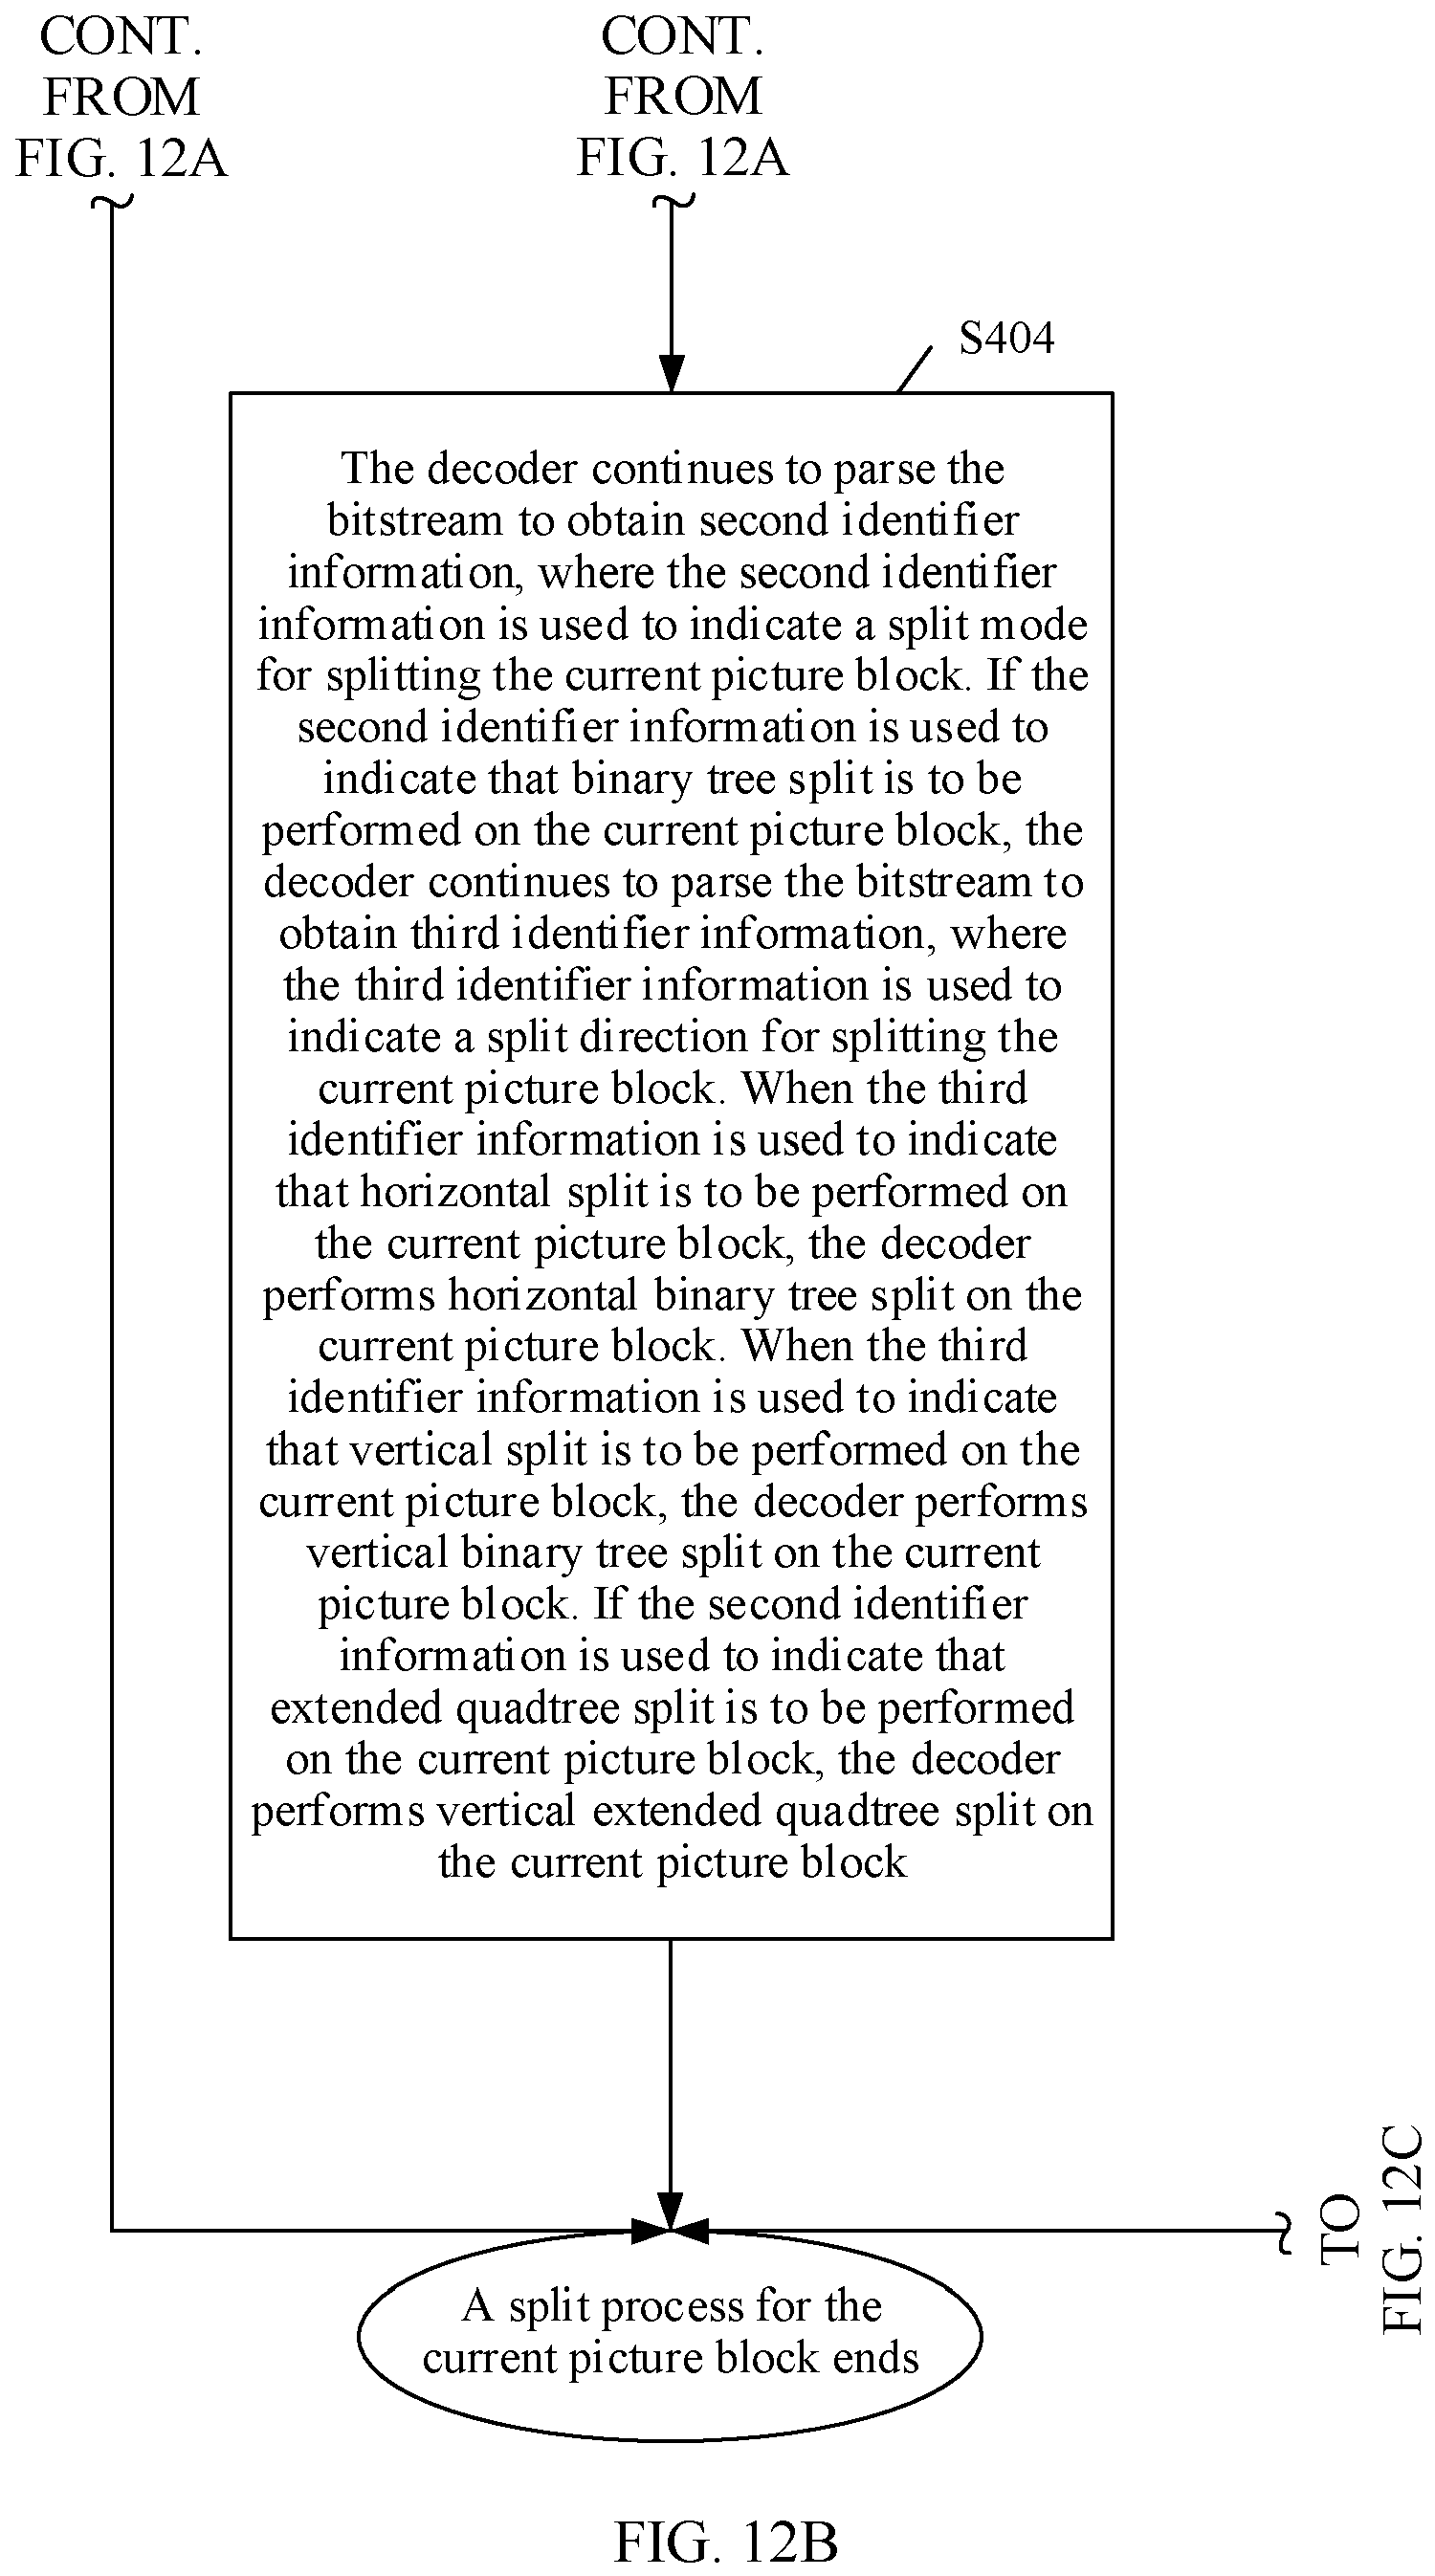 CONT.
FROM
FIG. 12A
CONT.
FROM
FIG. 12A
S404
The decoder continues to parse the
bitstream to obtain second identifier
information, where the second identifier
information is used to indicate a split mode
for splitting the current picture block. If the
second identifier information is used to
indicate that binary tree split is to be
performed on the current picture block, the
decoder continues to parse the bitstream to
obtain third identifier information, where
the third identifier information is used to
indicate a split direction for splitting the
current picture block. When the third
identifier information is used to indicate
that horizontal split is to be performed on
the current picture block, the decoder
performs horizontal binary tree split on the
current picture block. When the third
identifier information is used to indicate
that vertical split is to be performed on the
current picture block, the decoder performs
vertical binary tree split on the current
picture block. If the second identifier
information is used to indicate that
extended quadtree split is to be performed
on the current picture block, the decoder
performs vertical extended quadtree split on
the current picture block
TO
FIG. 12C
A split process for the
current picture block ends
FIG. 12B